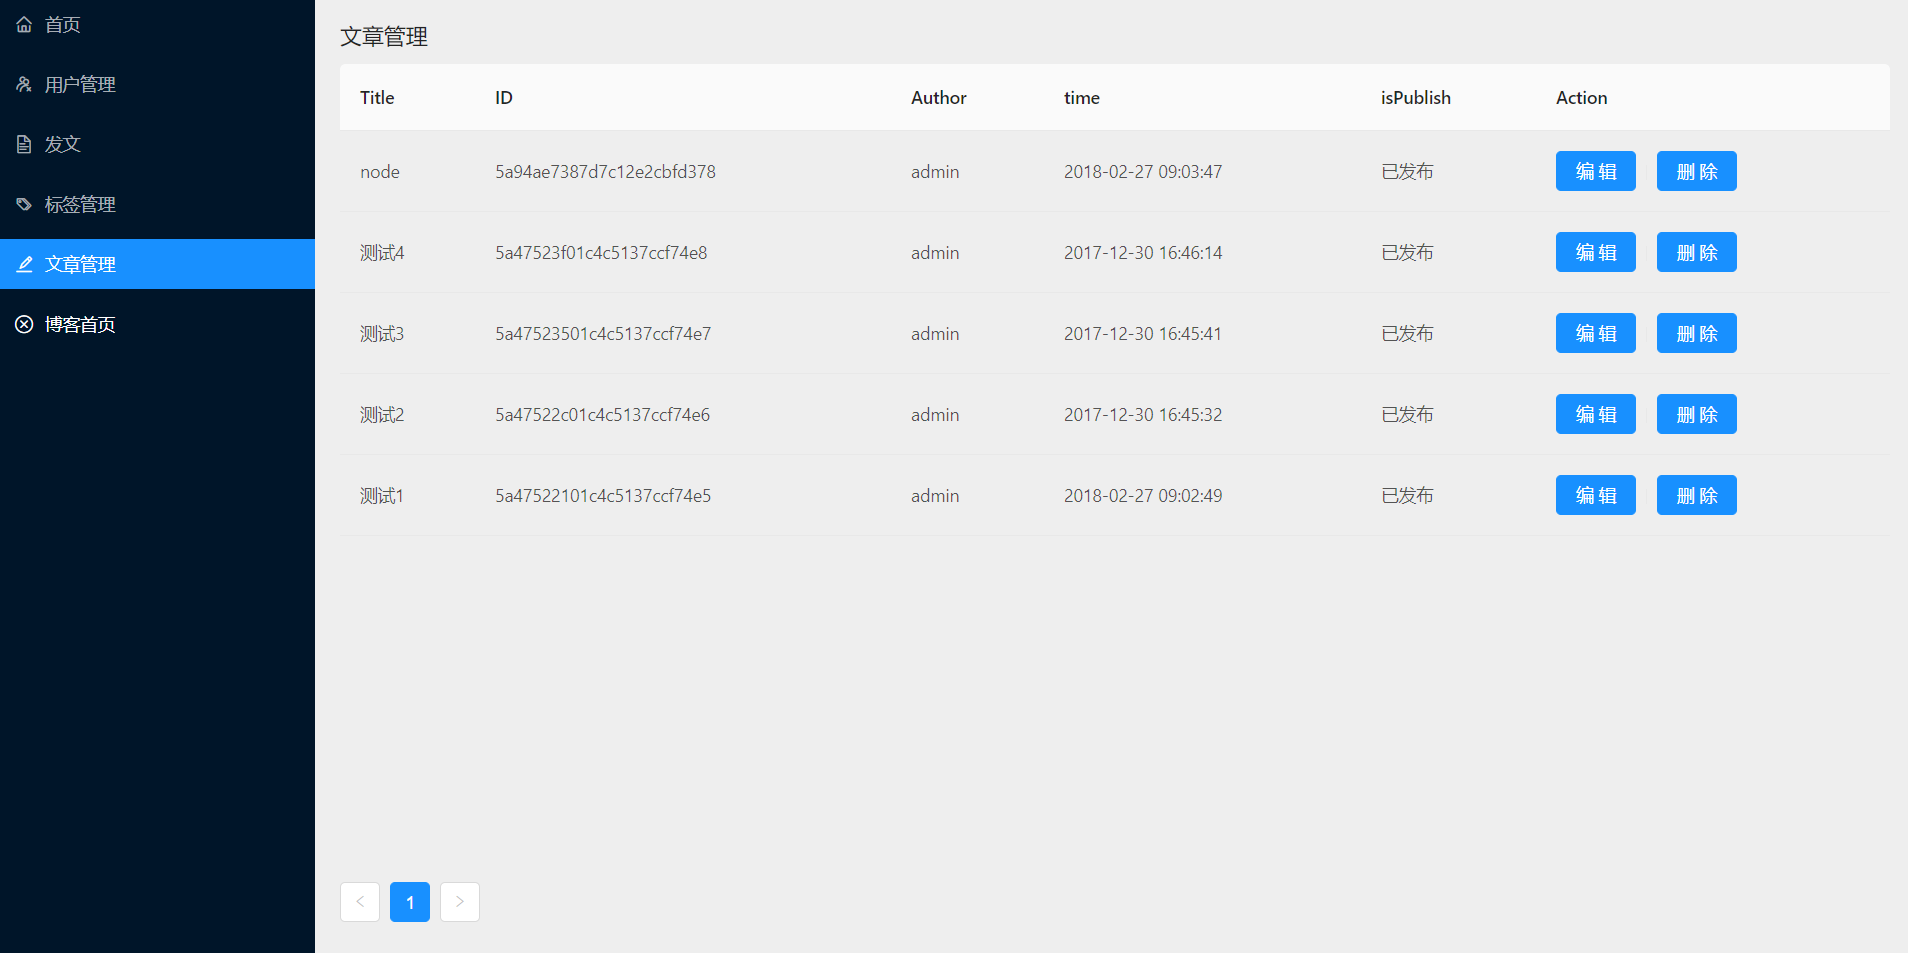 首页
用户管理
发文
标签管理
文章管理
博客首页
文章管理
Title ID Author time isPublish Action
node 5a94ae7387d7c12e2cbfd378 admin 2018-02-27 09:03:47 已发布 编 辑 删 除
测试4 5a47523f01c4c5137ccf74e8 admin 2017-12-30 16:46:14 已发布 编 辑 删 除
测试3 5a47523501c4c5137ccf74e7 admin 2017-12-30 16:45:41 已发布 编 辑 删 除
测试2 5a47522c01c4c5137ccf74e6 admin 2017-12-30 16:45:32 已发布 编 辑 删 除
测试1 5a47522101c4c5137ccf74e5 admin 2018-02-27 09:02:49 已发布 编 辑 删 除
< 1 >